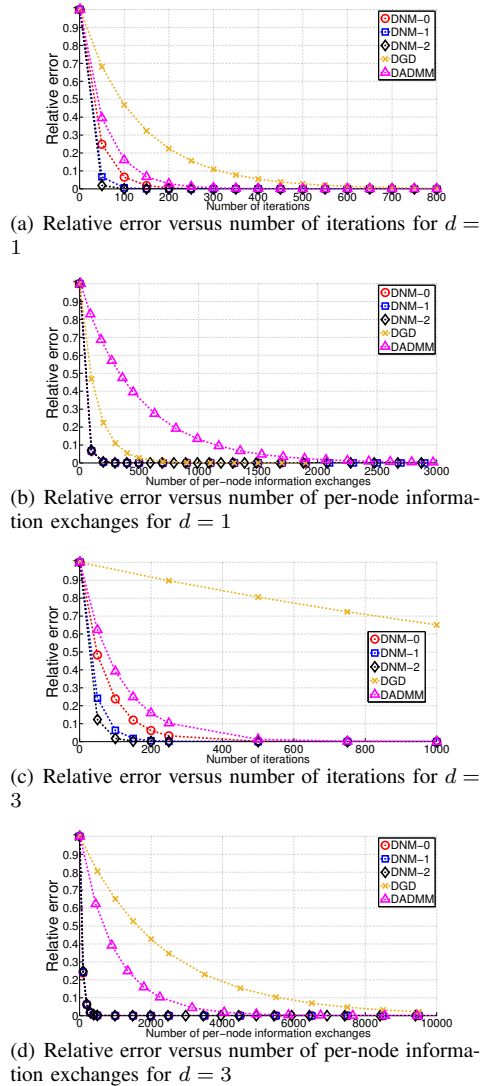 1
0.9
0.8
0.7
0.6
0.5
0.4
0.3
0.2
0.1
0
Relative error
DNM-0
DNM-1
DNM-2
DGD
DADMM
0 100 200 300 400 500 600 700 800
Number of iterations
(a) Relative error versus number of iterations for d =
1
1
0.9
0.8
0.7
0.6
0.5
0.4
0.3
0.2
0.1
0
Relative error
DNM-0
DNM-1
DNM-2
DGD
DADMM
0 500 1000 1500 2000 2500 3000
Number of per-node information exchanges
(b) Relative error versus number of per-node informa-
tion exchanges for d = 1
1
0.9
0.8
0.7
0.6
0.5
0.4
0.3
0.2
0.1
0
Relative error
DNM-0
DNM-1
DNM-2
DGD
DADMM
0 200 400 600 800 1000
Number of iterations
(c) Relative error versus number of iterations for d =
3
1
0.9
0.8
0.7
0.6
0.5
0.4
0.3
0.2
0.1
0
Relative error
DNM-0
DNM-1
DNM-2
DGD
DADMM
0 2000 4000 6000 8000 10000
Number of per-node information exchanges
(d) Relative error versus number of per-node informa-
tion exchanges for d = 3